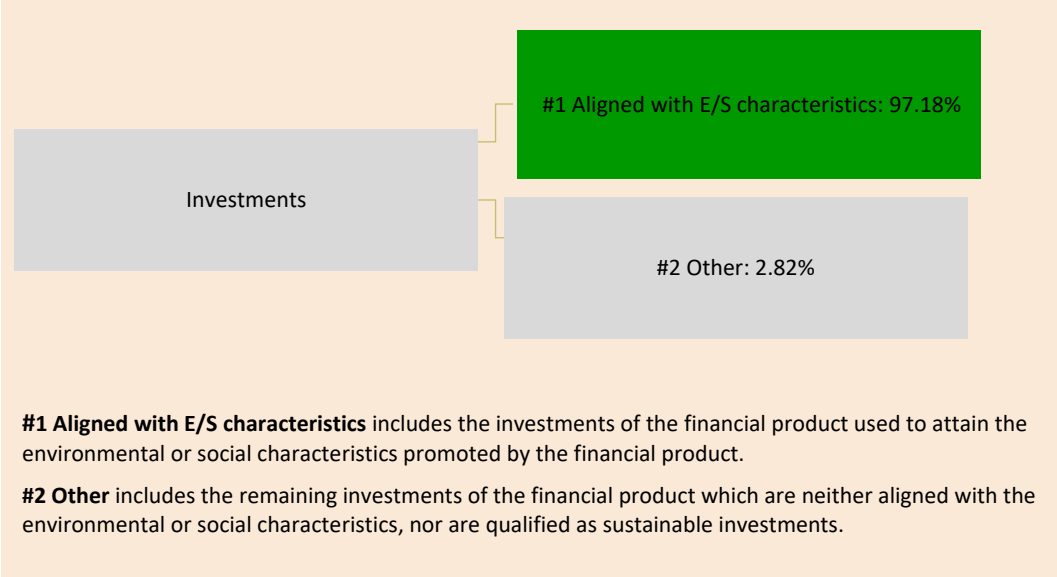 #1 Aligned with E/S characteristics: 97.18%
Investments
#2 Other: 2.82%
#1 Aligned with E/S characteristics includes the investments of the financial product used to attain the
environmental or social characteristics promoted by the financial product.
#2 Other includes the remaining investments of the financial product which are neither aligned with the
environmental or social characteristics, nor are qualified as sustainable investments.